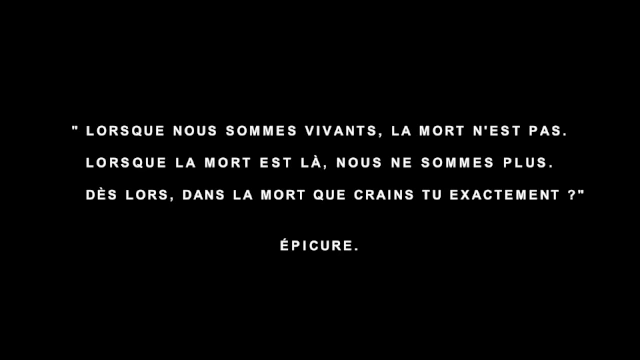 " LORSQUE NOUS SOMMES VIVANTS, LA MORT N'EST PAS.
LORSQUE LA MORT EST LÀ, NOUS NE SOMMES PLUS.
DÈS LORS, DANS LA MORT QUE CRAINS TU EXACTEMENT ?"
ÉPICURE.